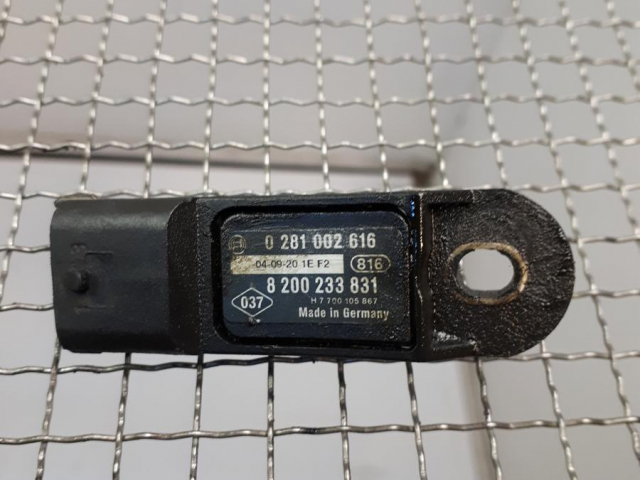 0 281 002 616
04-09-20 1E F2 816
8 200 233 831
037 H 7 700 105 867
Made in Germany